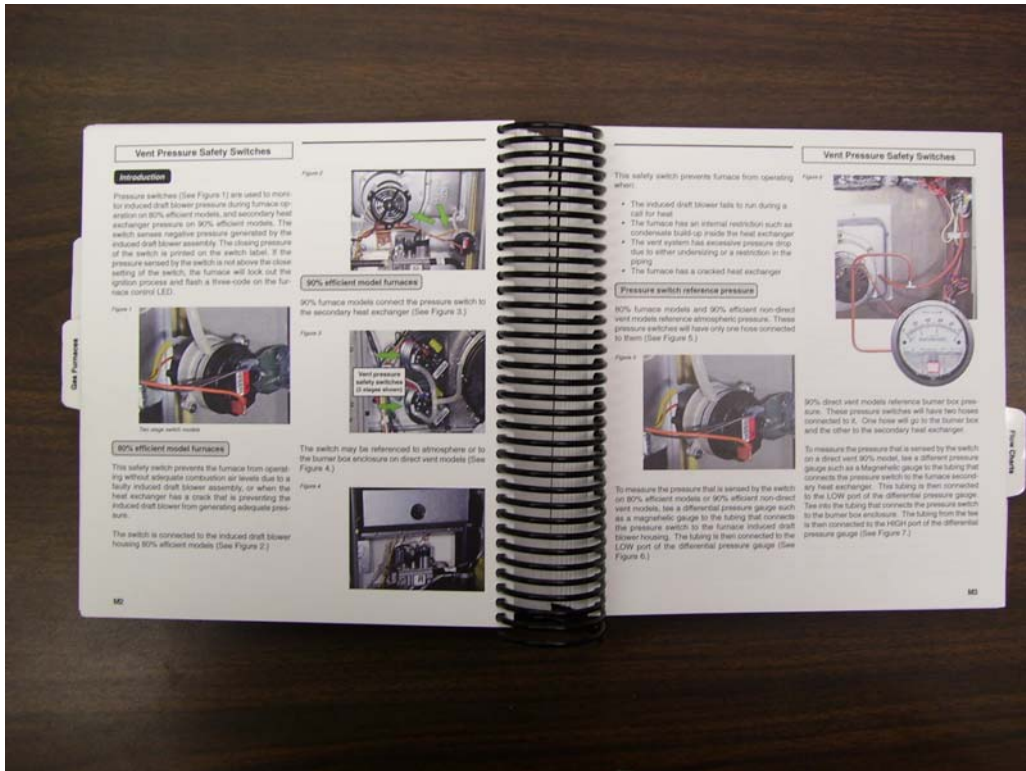 Vent Pressure Safety Switches
Introduction
Pressure switches (See Figure 1) are used to moni-
tor induced draft blower pressure during furnace op-
eration on 80% efficient models, and secondary heat
exchanger pressure on 90% efficient models. The
switch senses negative pressure generated by the
induced draft blower assembly. The closing pressure
of the switch is printed on the switch label. If the
pressure sensed by the switch is not above the close
setting of the switch, the furnace will lock out the
ignition process and flash a three-code on the fur-
nace control LED.
Figure 1
Two stage switch models
80% efficient model furnaces
This safety switch prevents the furnace from operat-
ing without adequate combustion air levels due to a
faulty induced draft blower assembly, or when the
heat exchanger has a crack that is preventing the
induced draft blower from generating adequate pres-
sure.
The switch is connected to the induced draft blower
housing 80% efficient models (See Figure 2.)
M2
Gas Furnaces
Figure 2
90% efficient model furnaces
90% furnace models connect the pressure switch to
the secondary heat exchanger (See Figure 3.)
Figure 3
Vent pressure
safety switches
(2 stages shown)
The switch may be referenced to atmosphere or to
the burner box enclosure on direct vent models (See
Figure 4.)
Figure 4
This safety switch prevents furnace from operating
when:
• The induced draft blower fails to run during a
call for heat
• The furnace has an internal restriction such as
condensate build up inside the heat exchanger
• The vent system has excessive pressure drop
due to either undersizing or a restriction in the
piping
• The furnace has a cracked heat exchanger
Pressure switch reference pressure
80% furnace models and 90% efficient non-direct
vent models reference atmospheric pressure. These
pressure switches will have only one hose connected
to them (See Figure 5.)
Figure 5
To measure the pressure that is sensed by the switch
on 80% efficient models or 90% efficient non-direct
vent models, tee a differential pressure gauge such
as a magnehelic gauge to the tubing that connects
the pressure switch to the furnace induced draft
blower housing. The tubing is then connected to the
LOW port of the differential pressure gauge (See
Figure 6.)
Vent Pressure Safety Switches
Figure 6
90% direct vent models reference burner box pres-
sure. These pressure switches will have two hoses
connected to it. One hose will go to the burner box
and the other to the secondary heat exchanger.
To measure the pressure that is sensed by the switch
on a direct vent 90% model, tee a different pressure
gauge such as a Magnehelic gauge to the tubing that
connects the pressure switch to the furnace second-
ary heat exchanger. This tubing is then connected
to the LOW port of the differential pressure gauge.
Tee into the tubing that connects the pressure switch
to the burner box enclosure. The tubing from the tee
is then connected to the HIGH port of the differential
pressure gauge (See Figure 7.)
M3
Flow Charts